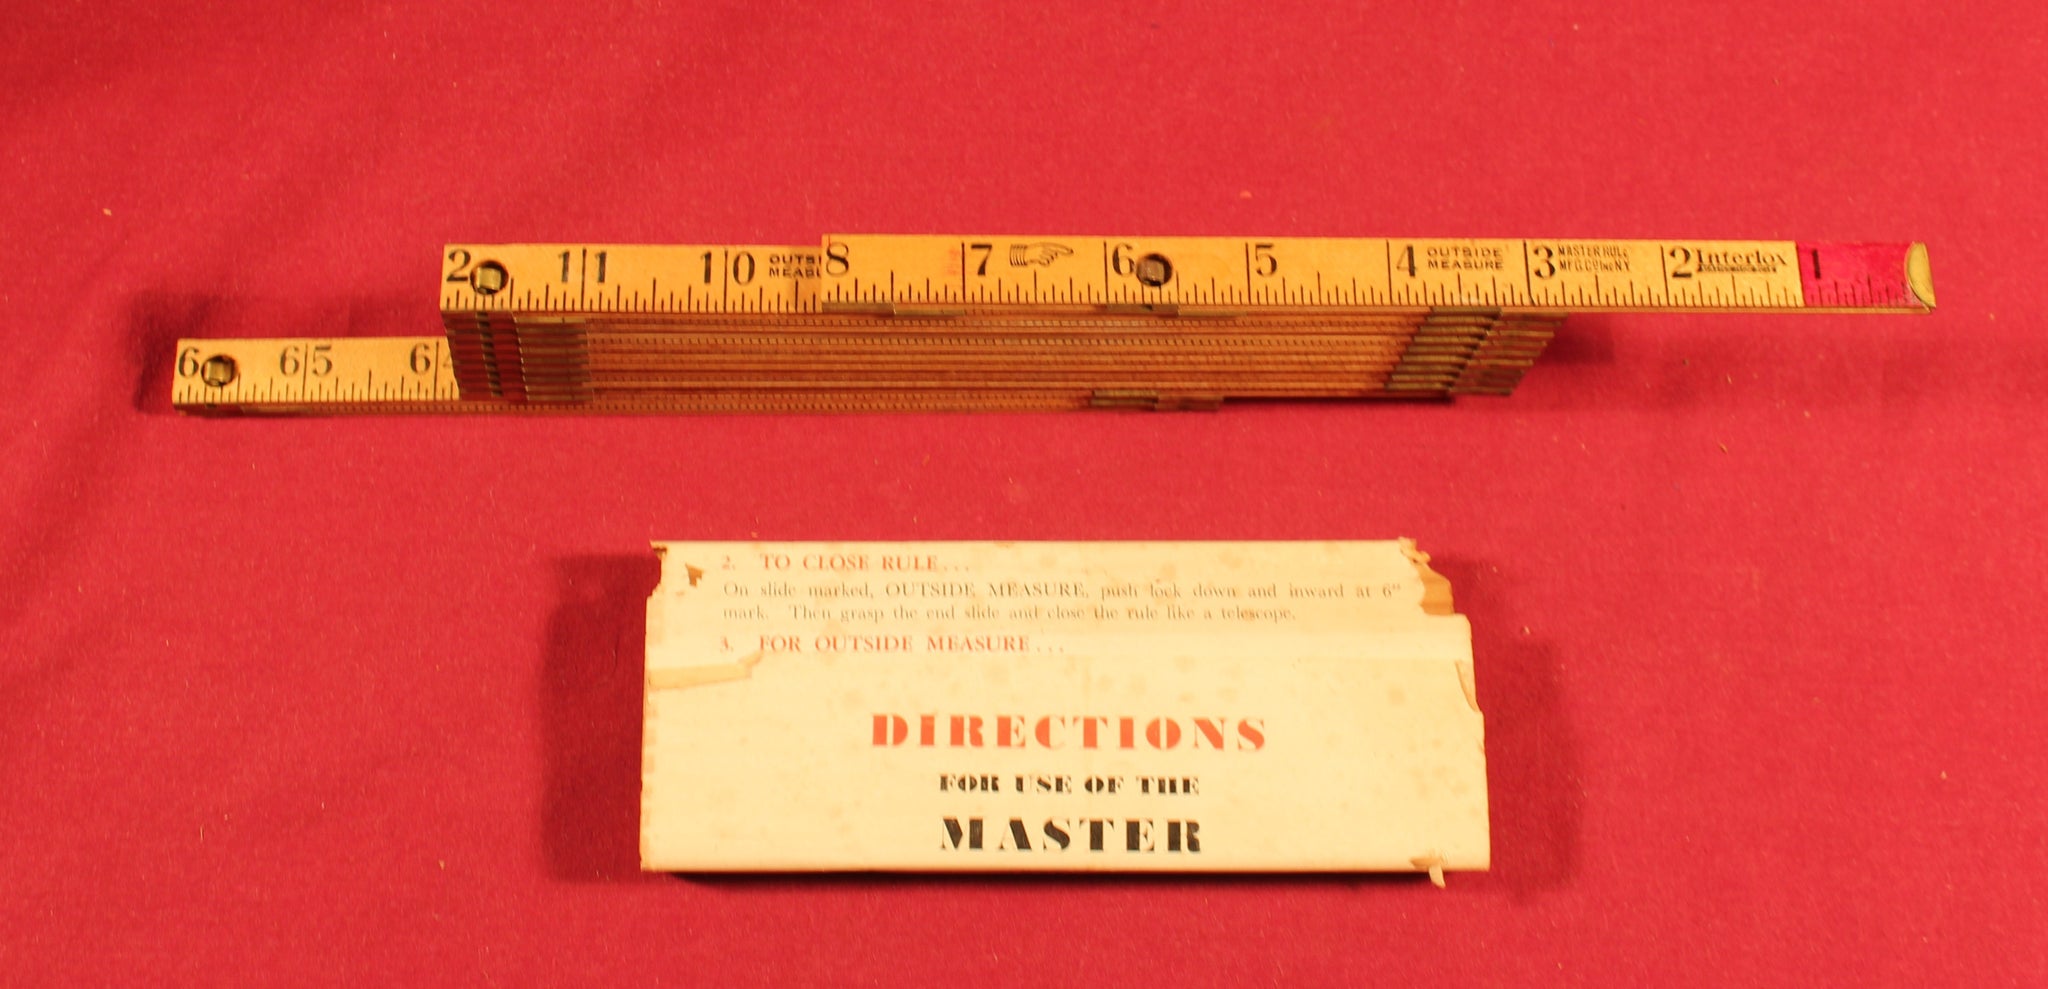 2 11 10 OUTSI 8 7 6 5 4 OUTSIDE 3 MASTER RULE 2 Interlox 1
MEASU MEASURE MFG.CO.INC.N.Y.
6 65 64
2. TO CLOSE RULE...
On slide marked, OUTSIDE MEASURE, push lock down and inward at 6"
mark. Then grasp the end slide and close the rule like a telescope.
3. FOR OUTSIDE MEASURE...
DIRECTIONS
FOR USE OF THE
MASTER